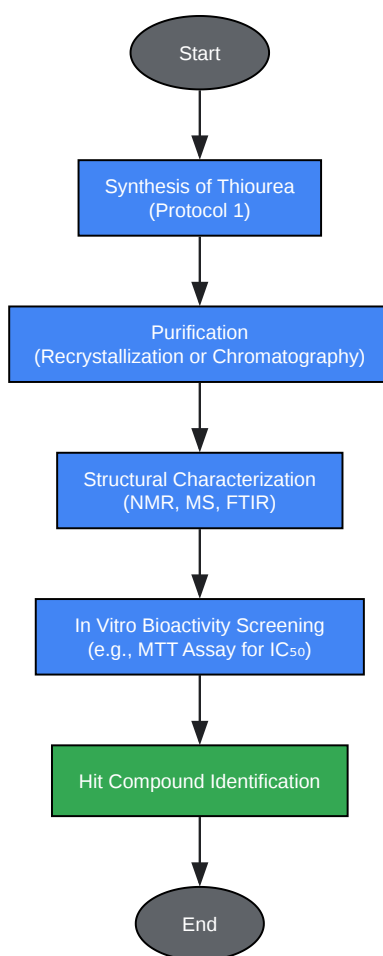 Start
Synthesis of Thiourea
(Protocol 1)
Purification
(Recrystallization or Chromatography)
Structural Characterization
(NMR, MS, FTIR)
In Vitro Bioactivity Screening
(e.g., MTT Assay for IC₅₀)
Hit Compound Identification
End